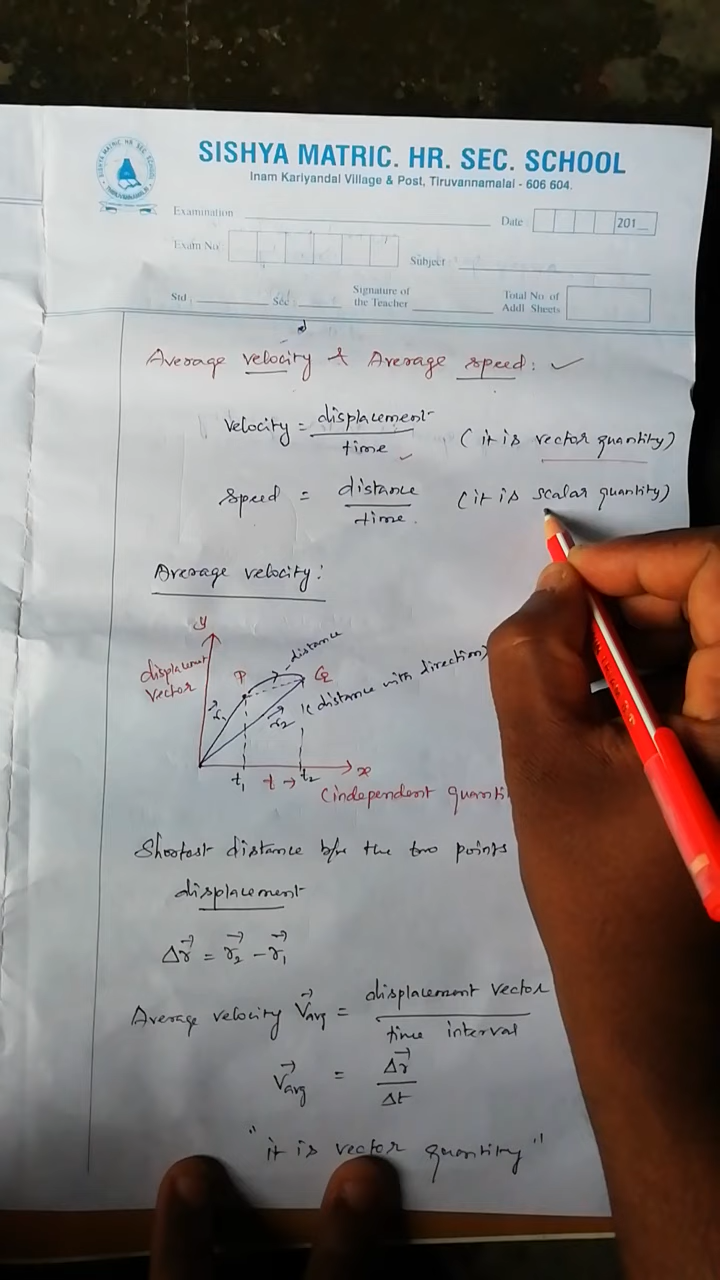 SISHYA MATRIC. HR. SEC. SCHOOL
Inam Kariyandal Village & Post, Tiruvannamalai - 606 604.
Examination
Date
201
Exam No
Subject
Std
Sec
Signature of the Teacher
Total No. of Addl Sheets
Average velocity & Average speed:
Velocity = displacement / time (it is vector quantity)
Speed = distance / time. (it is scalar quantity)
Average velocity:
y
displacement vector
P
distance
Q
r⃗1
r⃗2
(distance with direction)
t1
t →
t2
x
(independent quanti
Shortest distance b/w the two points
displacement
Δr⃗ = r⃗2 − r⃗1
Average velocity V⃗avg = displacement vector / time interval
V⃗avg = Δr⃗ / Δt
"it is vector quantity"